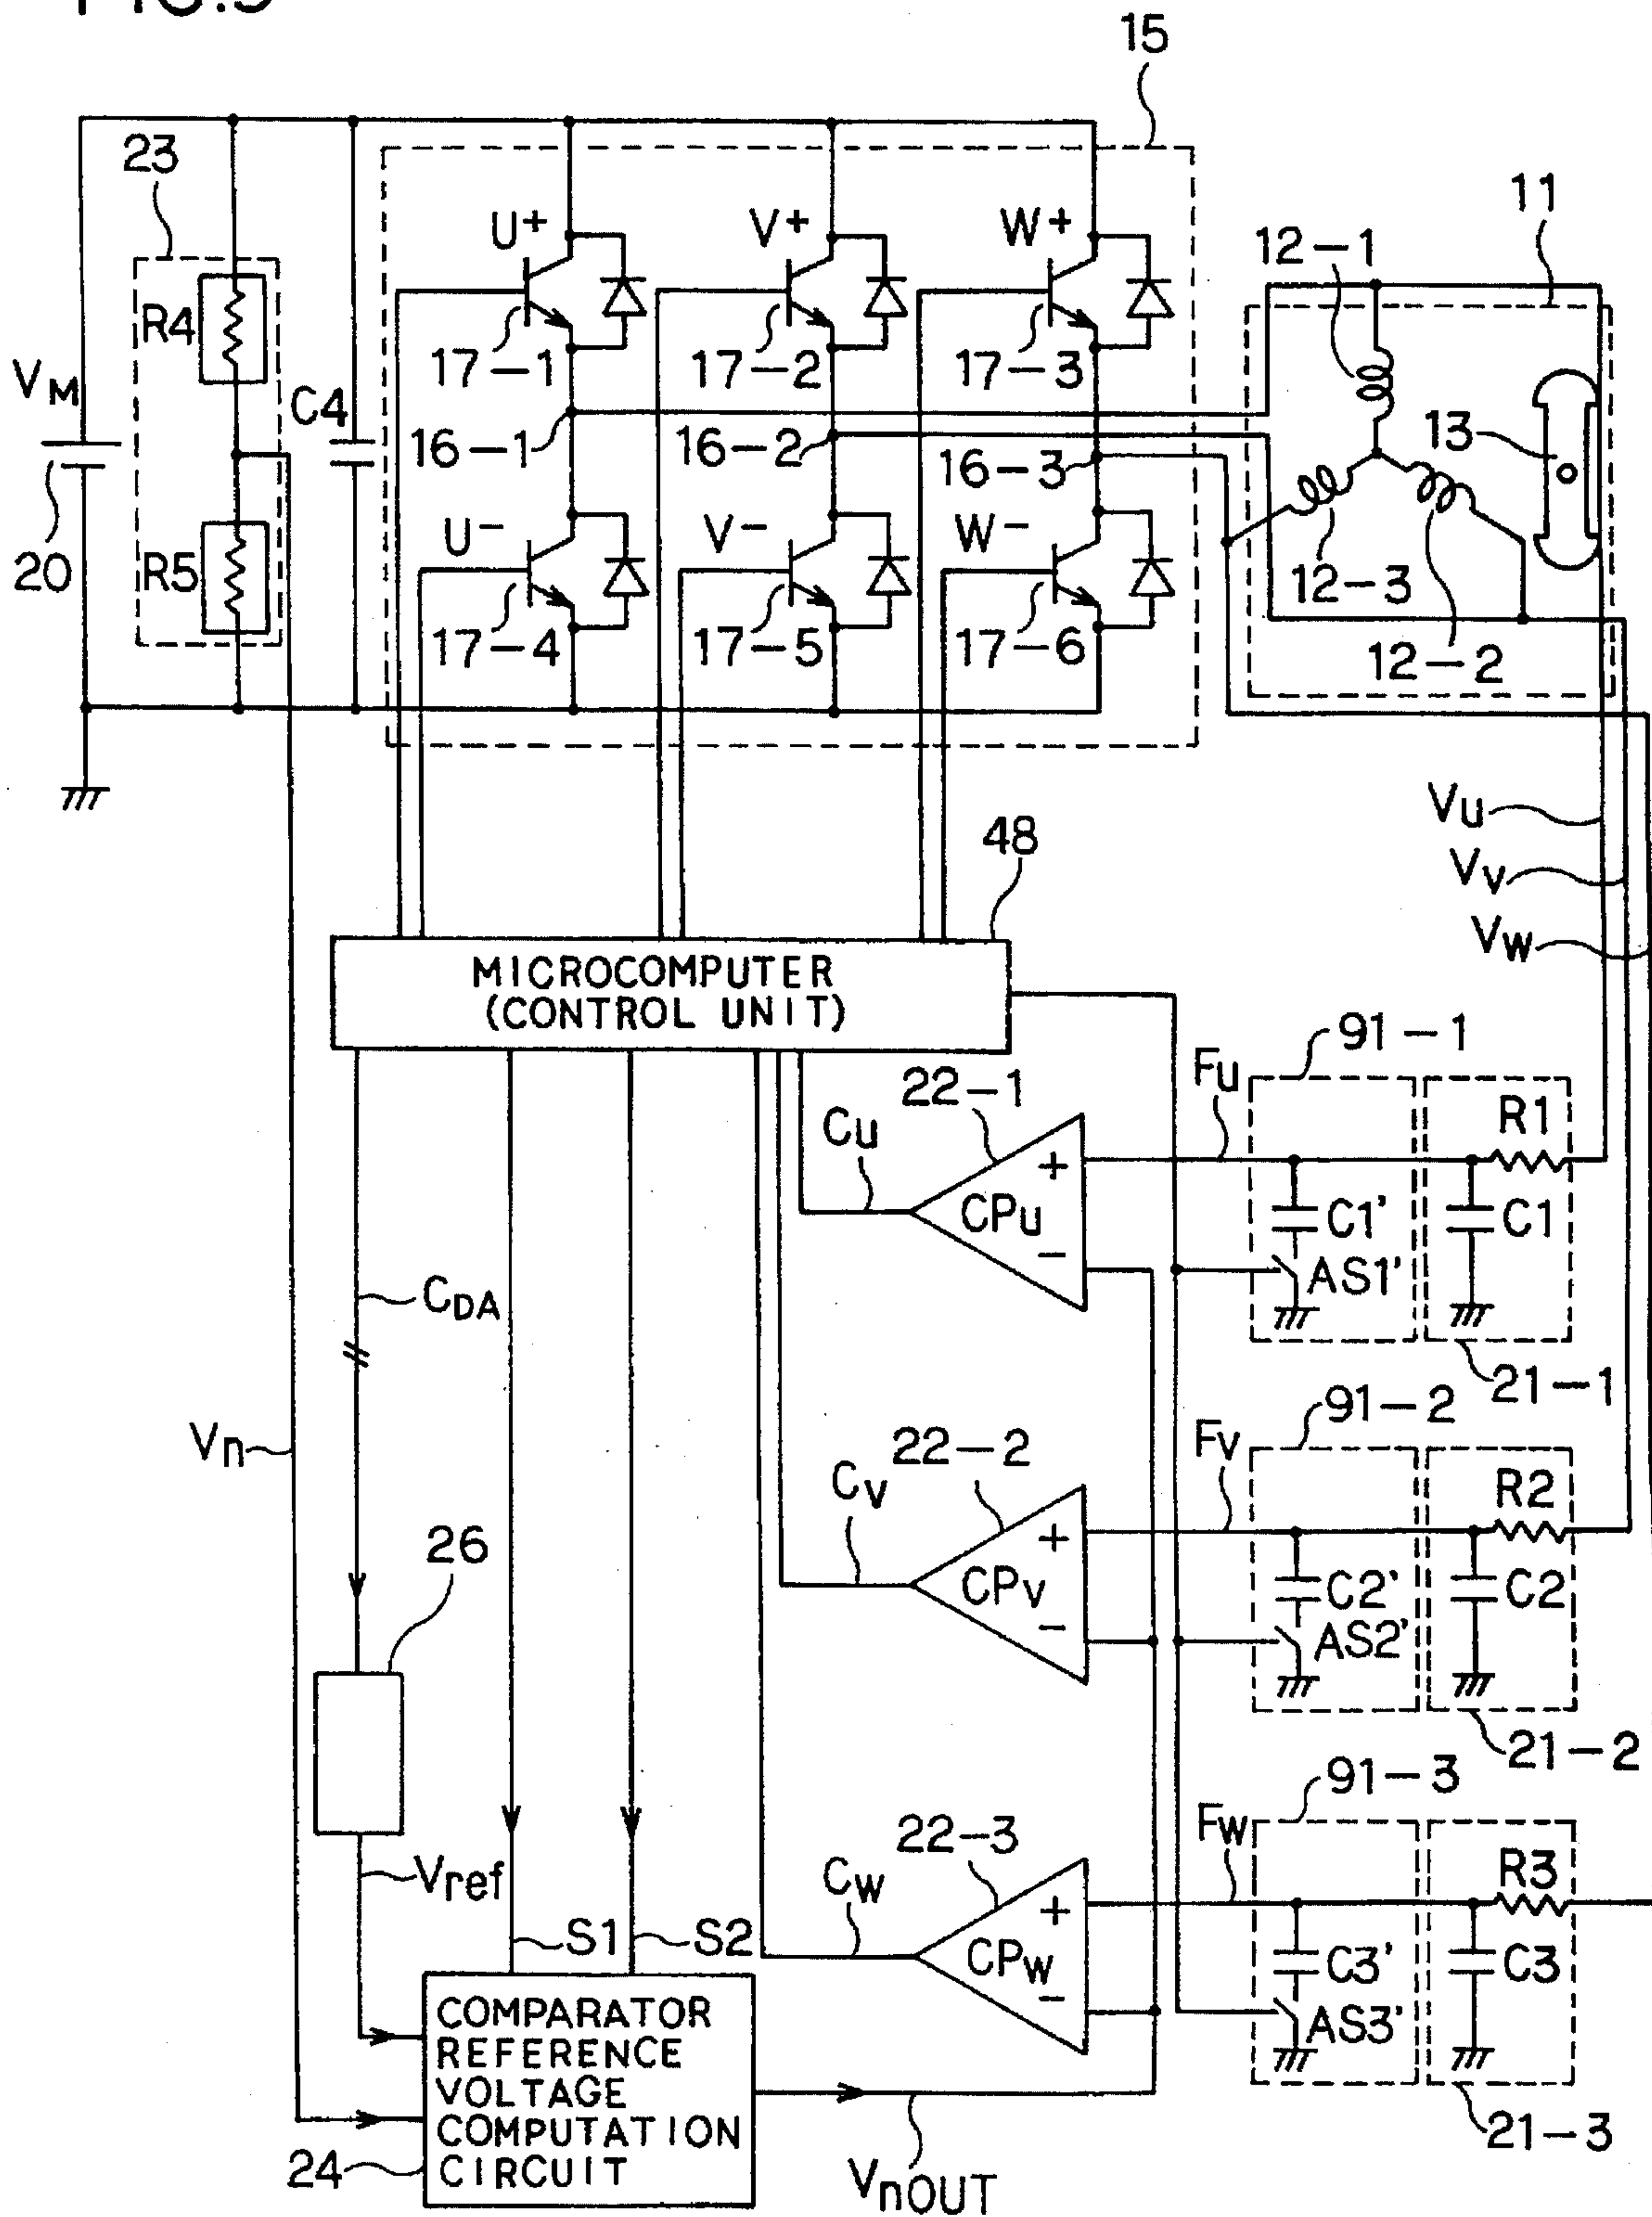 15
23
11
U+
V+
W+
12-1
R4
17-1
17-2
17-3
VM
C4
13
16-1
16-2
16-3
U-
V-
W-
20
R5
12-3
17-4
17-5
17-6
12-2
Vu
48
Vv
Vw
MICROCOMPUTER
(CONTROL UNIT)
91-1
Fu
22-1
R1
Cu
+
CPu
-
C1'
C1
AS1'
CDA
21-1
91-2
Fv
22-2
Vn
Cv
R2
26
+
CPv
-
C2'
C2
AS2'
21-2
91-3
Fw
22-3
Vref
Cw
R3
S1
S2
+
CPw
-
C3'
C3
AS3'
COMPARATOR
REFERENCE
VOLTAGE
COMPUTATION
CIRCUIT
24
21-3
VnOUT